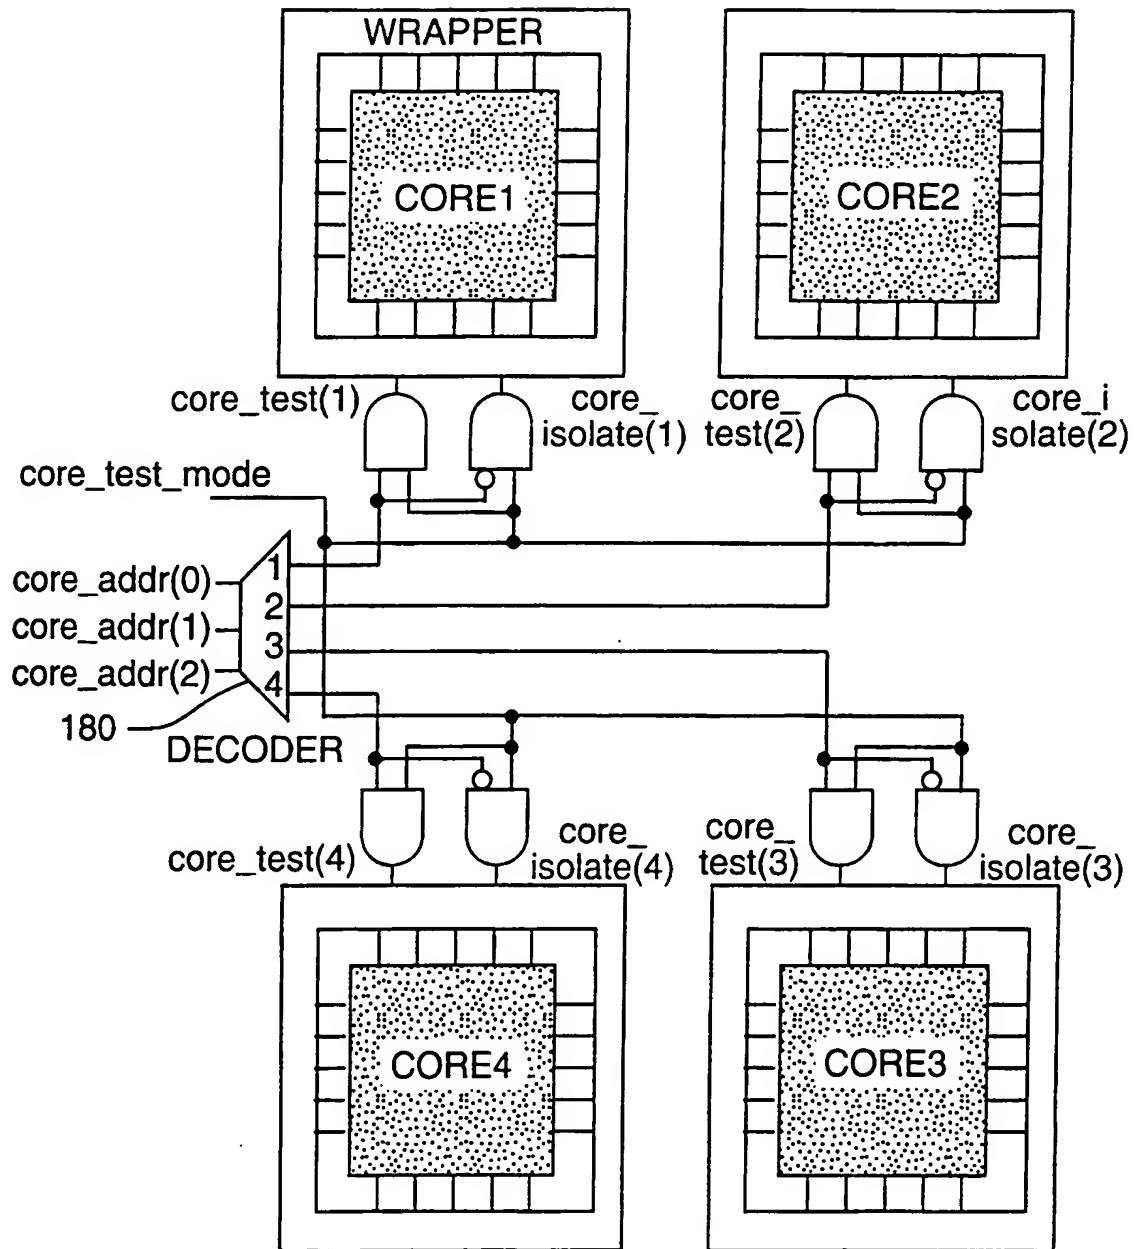 WRAPPER
CORE1
CORE2
core_test(1)
core_
isolate(1)
core_
test(2)
core_i
solate(2)
core_test_mode
core_addr(0)
core_addr(1)
core_addr(2)
1
2
3
4
180
DECODER
core_test(4)
core_
isolate(4)
core_
test(3)
core_
isolate(3)
CORE4
CORE3